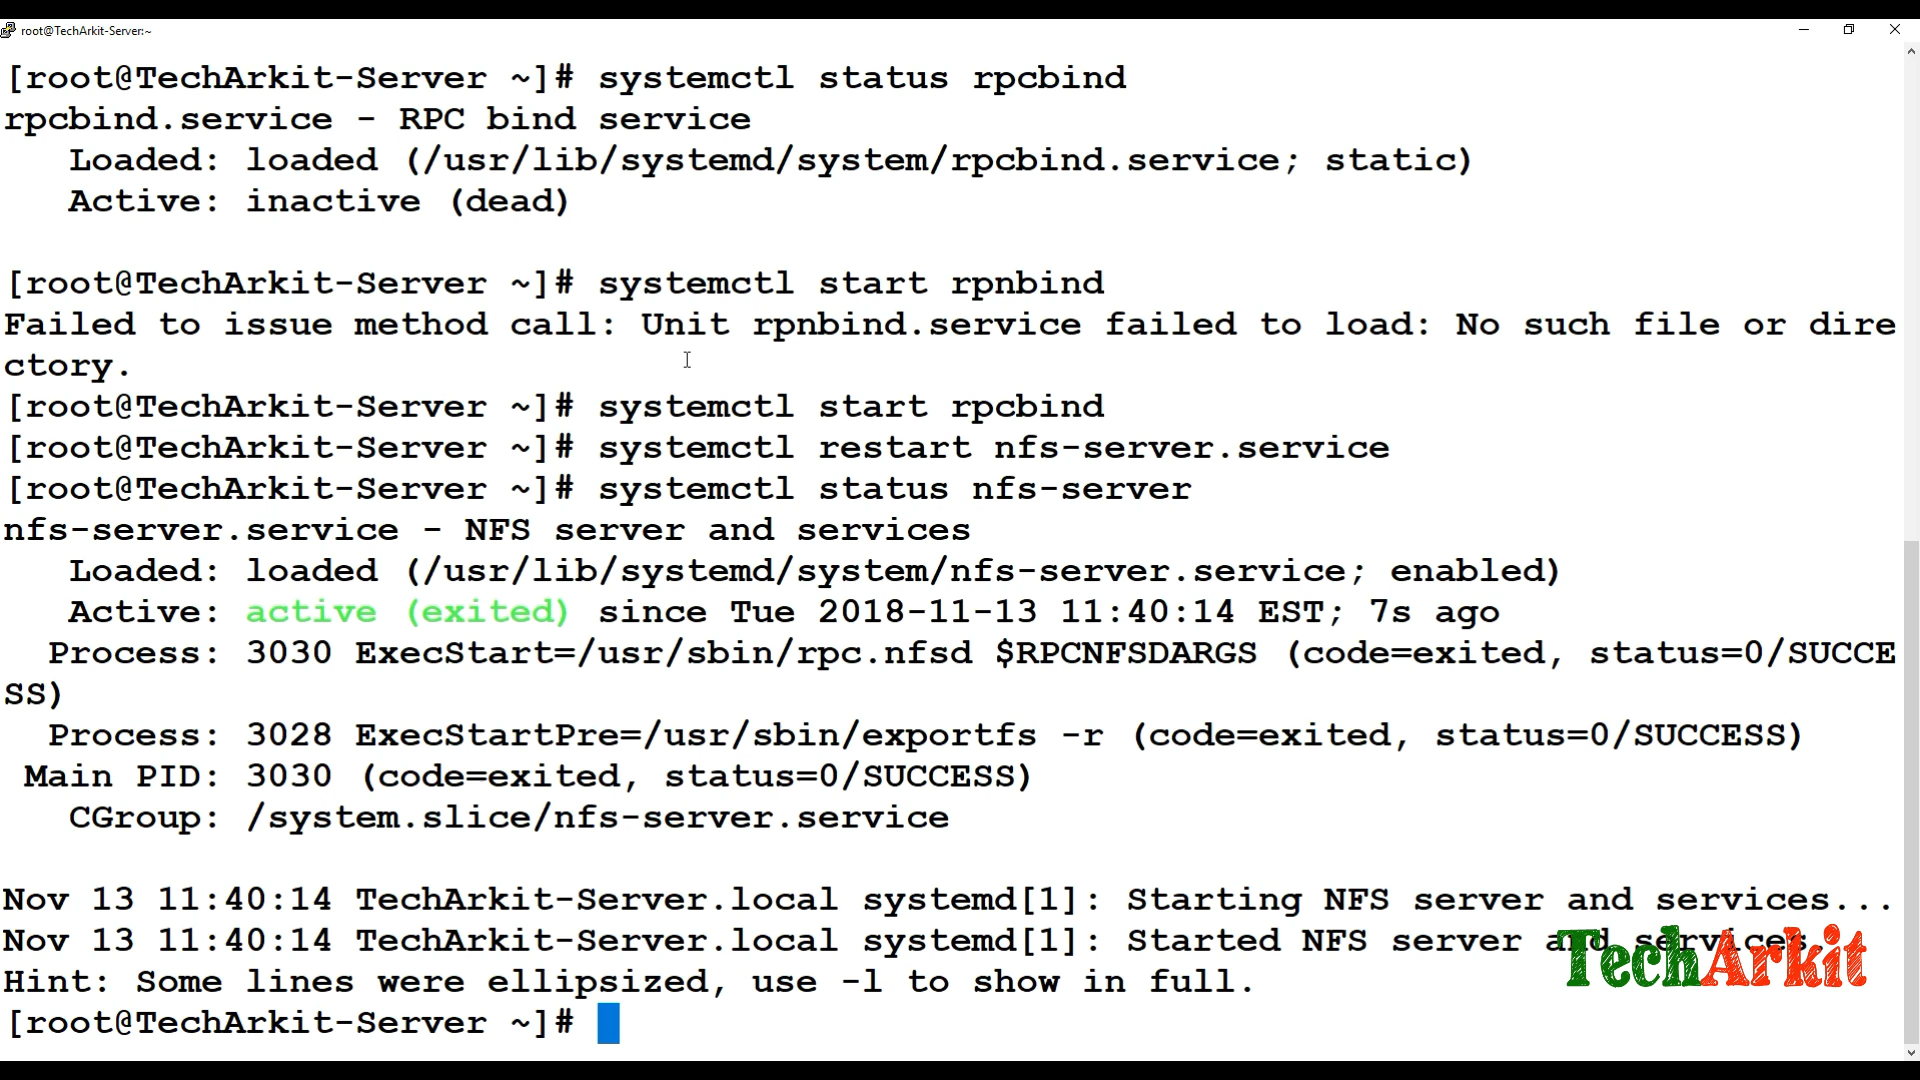 root@TechArkit-Server:~
[root@TechArkit-Server ~]# systemctl status rpcbind
rpcbind.service - RPC bind service
   Loaded: loaded (/usr/lib/systemd/system/rpcbind.service; static)
   Active: inactive (dead)

[root@TechArkit-Server ~]# systemctl start rpnbind
Failed to issue method call: Unit rpnbind.service failed to load: No such file or dire
ctory.
[root@TechArkit-Server ~]# systemctl start rpcbind
[root@TechArkit-Server ~]# systemctl restart nfs-server.service
[root@TechArkit-Server ~]# systemctl status nfs-server
nfs-server.service - NFS server and services
   Loaded: loaded (/usr/lib/systemd/system/nfs-server.service; enabled)
   Active: active (exited) since Tue 2018-11-13 11:40:14 EST; 7s ago
  Process: 3030 ExecStart=/usr/sbin/rpc.nfsd $RPCNFSDARGS (code=exited, status=0/SUCCE
SS)
  Process: 3028 ExecStartPre=/usr/sbin/exportfs -r (code=exited, status=0/SUCCESS)
 Main PID: 3030 (code=exited, status=0/SUCCESS)
   CGroup: /system.slice/nfs-server.service

Nov 13 11:40:14 TechArkit-Server.local systemd[1]: Starting NFS server and services...
Nov 13 11:40:14 TechArkit-Server.local systemd[1]: Started NFS server and services.
Hint: Some lines were ellipsized, use -l to show in full.
[root@TechArkit-Server ~]#
TechArkit